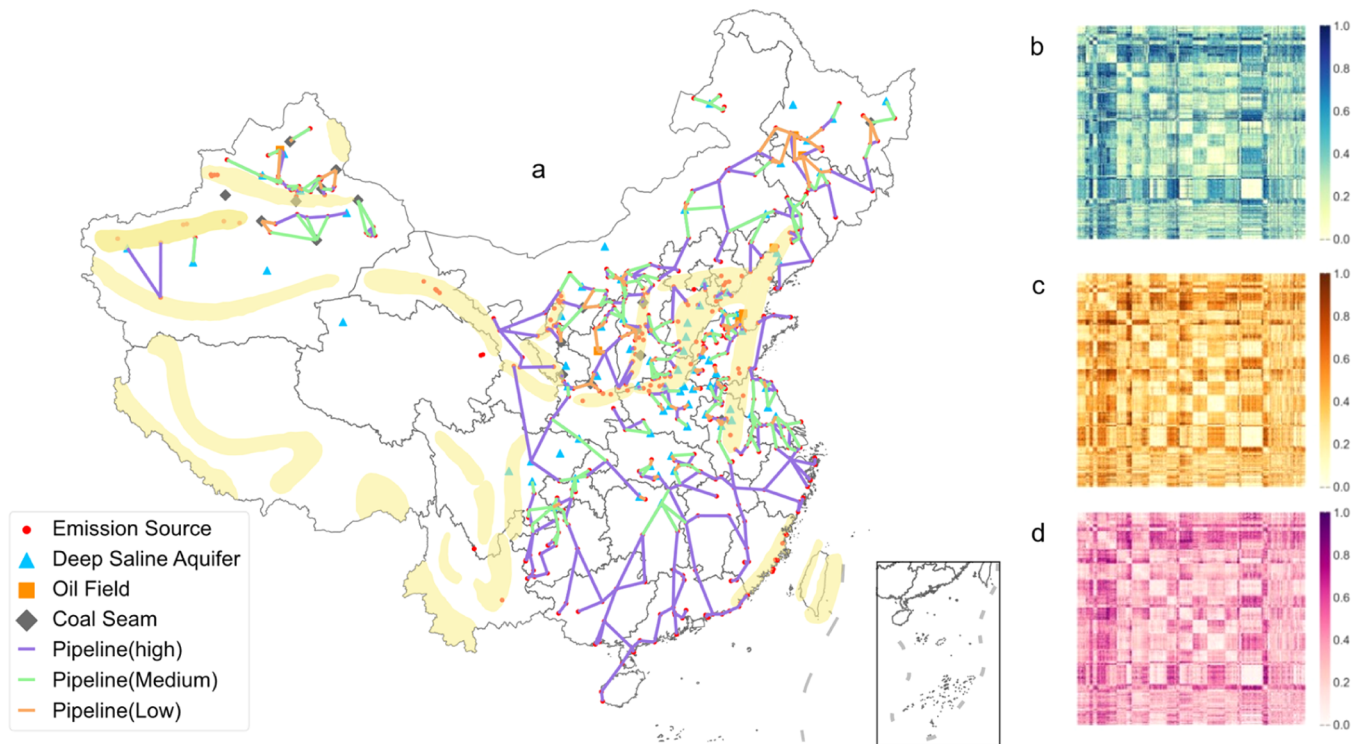 a
Emission Source
Deep Saline Aquifer
Oil Field
Coal Seam
Pipeline(high)
Pipeline(Medium)
Pipeline(Low)
b
1.0
0.8
0.6
0.4
0.2
0.0
c
1.0
0.8
0.6
0.4
0.2
0.0
d
1.0
0.8
0.6
0.4
0.2
0.0